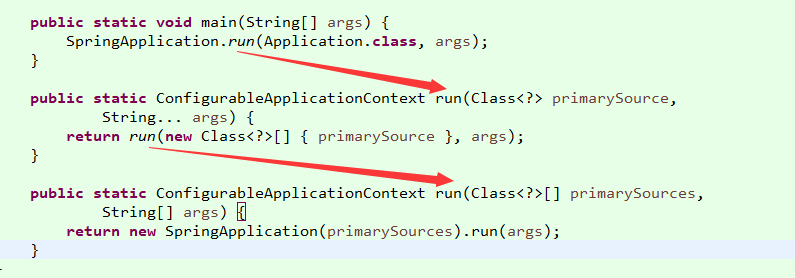 public static void main(String[] args) {
SpringApplication.run(Application.class, args);
}
public static ConfigurableApplicationContext run(Class<?> primarySource,
String... args) {
return run(new Class<?>[] { primarySource }, args);
}
public static ConfigurableApplicationContext run(Class<?>[] primarySources,
String[] args) {
return new SpringApplication(primarySources).run(args);
}